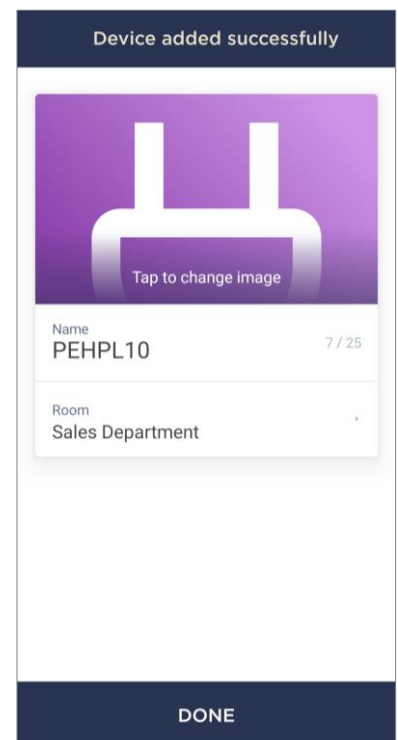 Device added successfully
Tap to change image
Name
PEHPL10
7 / 25
Room
Sales Department
DONE